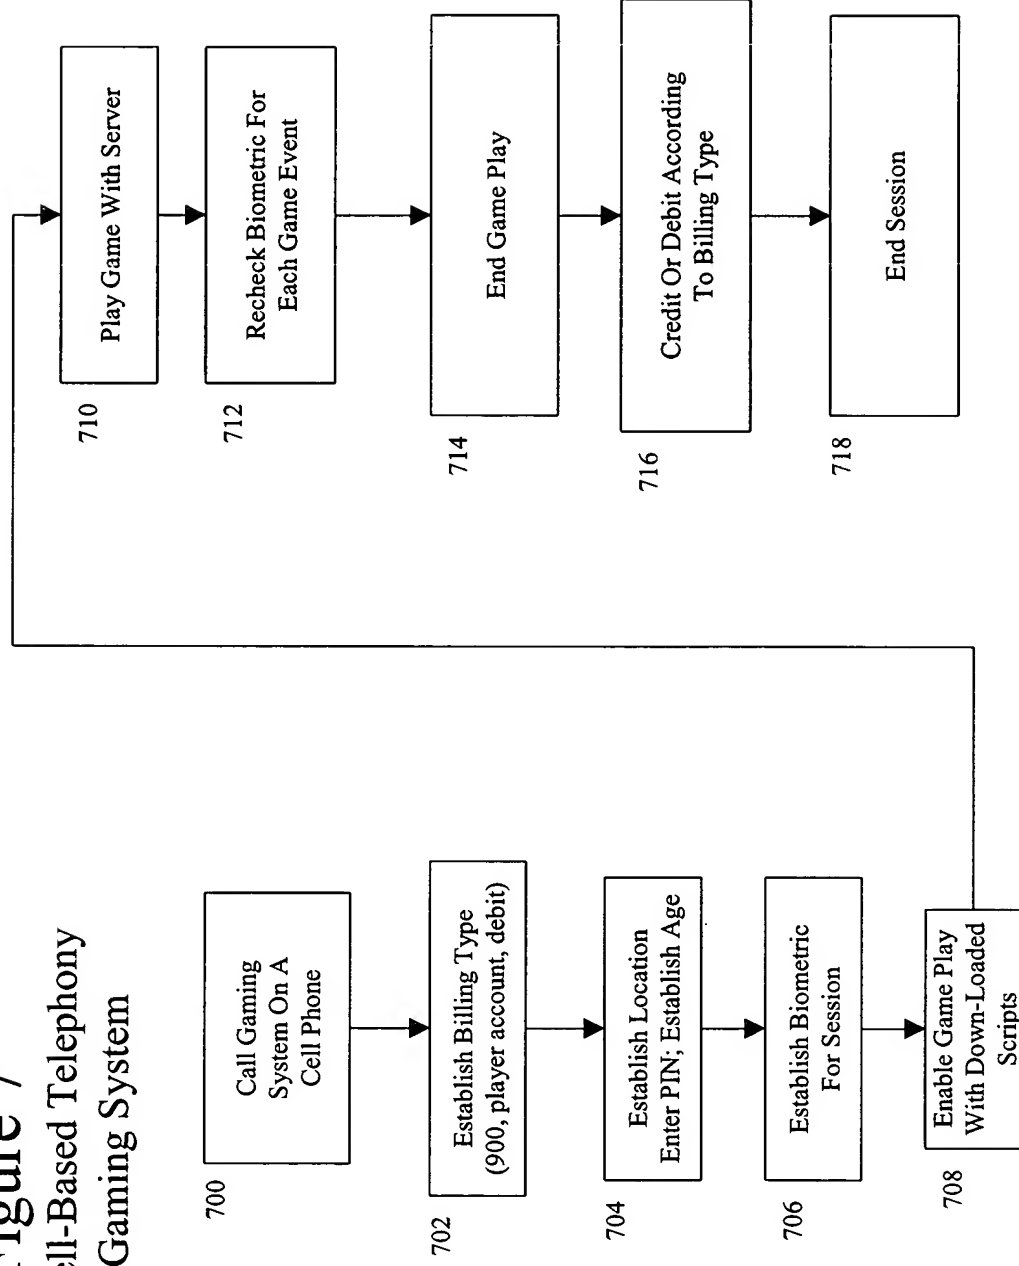 Figure 7
ell-Based Telephony
Gaming System
700
Call Gaming
System On A
Cell Phone
702
Establish Billing Type
(900, player account, debit)
704
Establish Location
Enter PIN; Establish Age
706
Establish Biometric
For Session
708
Enable Game Play
With Down-Loaded
Scripts
710
Play Game With Server
712
Recheck Biometric For
Each Game Event
714
End Game Play
716
Credit Or Debit According
To Billing Type
718
End Session